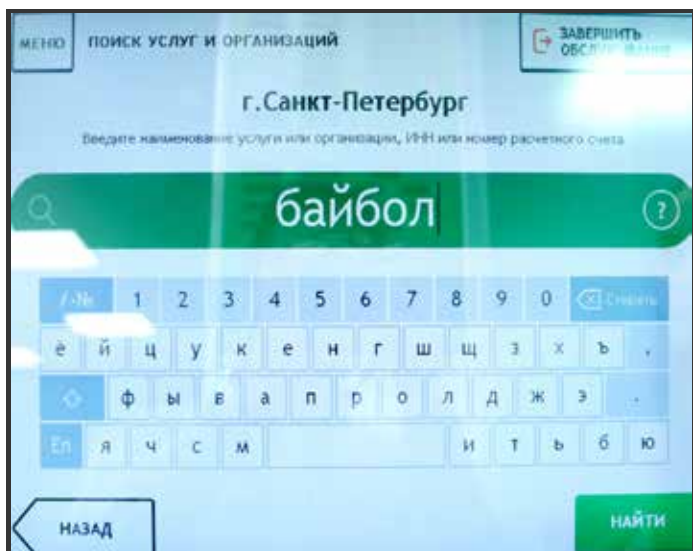 МЕНЮ
ПОИСК УСЛУГ И ОРГАНИЗАЦИЙ
ЗАВЕРШИТЬ
г.Санкт-Петербург
Введите наименование услуги или организации, ИНН или номер расчетного счета
байбол
?
1 2 3 4 5 6 7 8 9 0 Стереть
ё й ц у к е н г ш щ з х ъ ,
ф ы в а п р о л д ж э .
En я ч с м и т ь б ю
НАЗАД
НАЙТИ